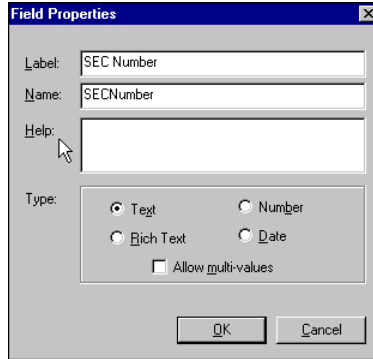 Field Properties
Label: SEC Number
Name: SECNumber
Help:
Type: Text Number
Rich Text Date
Allow multi-values
OK Cancel